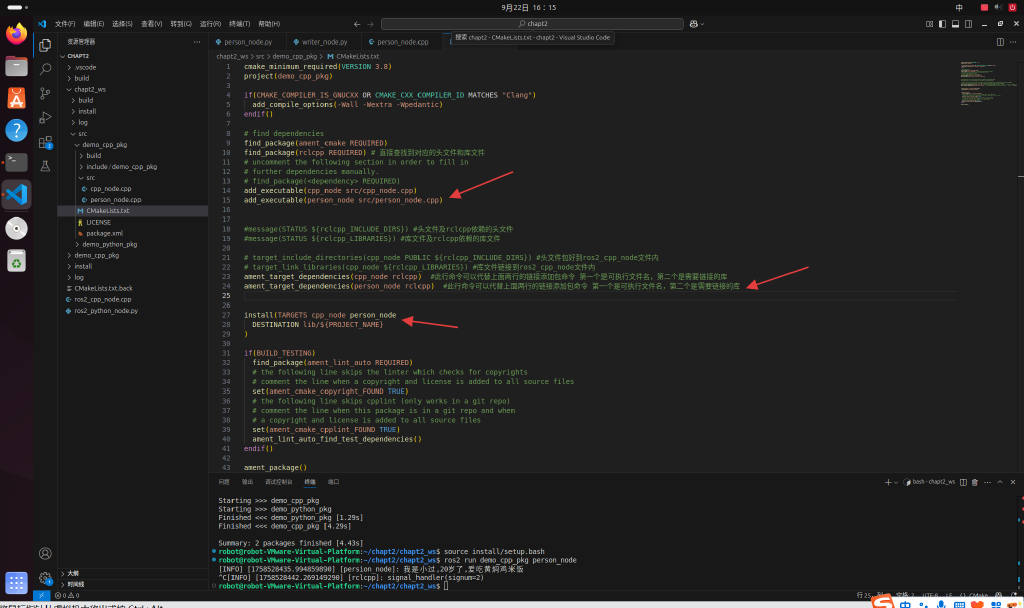 9月22日 16：15
中
文件(F) 编辑(E) 选择(S) 查看(V) 转到(G) 运行(R) 终端(T) 帮助(H)
chapt2
搜索 chapt2 - CMakeLists.txt - chapt2 - Visual Studio Code
资源管理器
person_node.py
writer_node.py
person_node.cpp
chapt2_ws > src > demo_cpp_pkg > CMakeLists.txt
CHAPT2
.vscode
build
chapt2_ws
build
install
log
src
demo_cpp_pkg
build
include / demo_cpp_pkg
src
cpp_node.cpp
person_node.cpp
CMakeLists.txt
LICENSE
package.xml
demo_python_pkg
demo_cpp_pkg
install
log
CMakeLists.txt.back
ros2_cpp_node.cpp
ros2_python_node.py
大纲
时间线
1 cmake_minimum_required(VERSION 3.8)
2 project(demo_cpp_pkg)
3
4 if(CMAKE_COMPILER_IS_GNUCXX OR CMAKE_CXX_COMPILER_ID MATCHES "Clang")
5 add_compile_options(-Wall -Wextra -Wpedantic)
6 endif()
7
8 # find dependencies
9 find_package(ament_cmake REQUIRED)
10 find_package(rclcpp REQUIRED) # 直接查找到对应的头文件和库文件
11 # uncomment the following section in order to fill in
12 # further dependencies manually.
13 # find_package(<dependency> REQUIRED)
14 add_executable(cpp_node src/cpp_node.cpp)
15 add_executable(person_node src/person_node.cpp)
16
17
18 #message(STATUS ${rclcpp_INCLUDE_DIRS}) #头文件及rclcpp依赖的头文件
19 #message(STATUS ${rclcpp_LIBRARIES}) #库文件及rclcpp依赖的库文件
20
21 # target_include_directories(cpp_node PUBLIC ${rclcpp_INCLUDE_DIRS}) #头文件包好到ros2_cpp_node文件内
22 # target_link_libraries(cpp_node ${rclcpp_LIBRARIES}) #库文件链接到ros2_cpp_node文件内
23 ament_target_dependencies(cpp_node rclcpp) #此行命令可以代替上面两行的链接添加包命令 第一个是可执行文件名，第二个是需要链接的库
24 ament_target_dependencies(person_node rclcpp) #此行命令可以代替上面两行的链接添加包命令 第一个是可执行文件名，第二个是需要链接的库
25
26
27 install(TARGETS cpp_node person_node
28 DESTINATION lib/${PROJECT_NAME}
29 )
30
31 if(BUILD_TESTING)
32 find_package(ament_lint_auto REQUIRED)
33 # the following line skips the linter which checks for copyrights
34 # comment the line when a copyright and license is added to all source files
35 set(ament_cmake_copyright_FOUND TRUE)
36 # the following line skips cpplint (only works in a git repo)
37 # comment the line when this package is in a git repo and when
38 # a copyright and license is added to all source files
39 set(ament_cmake_cpplint_FOUND TRUE)
40 ament_lint_auto_find_test_dependencies()
41 endif()
42
43 ament_package()
问题 输出 调试控制台 终端 端口
bash - chapt2_ws
Starting >>> demo_cpp_pkg
Starting >>> demo_python_pkg
Finished <<< demo_python_pkg [1.29s]
Finished <<< demo_cpp_pkg [4.29s]
Summary: 2 packages finished [4.43s]
robot@robot-VMware-Virtual-Platform:~/chapt2/chapt2_ws$ source install/setup.bash
robot@robot-VMware-Virtual-Platform:~/chapt2/chapt2_ws$ ros2 run demo_cpp_pkg person_node
[INFO] [1758528435.994859890] [persion_node]: 我是小过,20岁了,爱吃黄焖鸡米饭
^C[INFO] [1758528442.269149290] [rclcpp]: signal_handler(signum=2)
robot@robot-VMware-Virtual-Platform:~/chapt2/chapt2_ws$